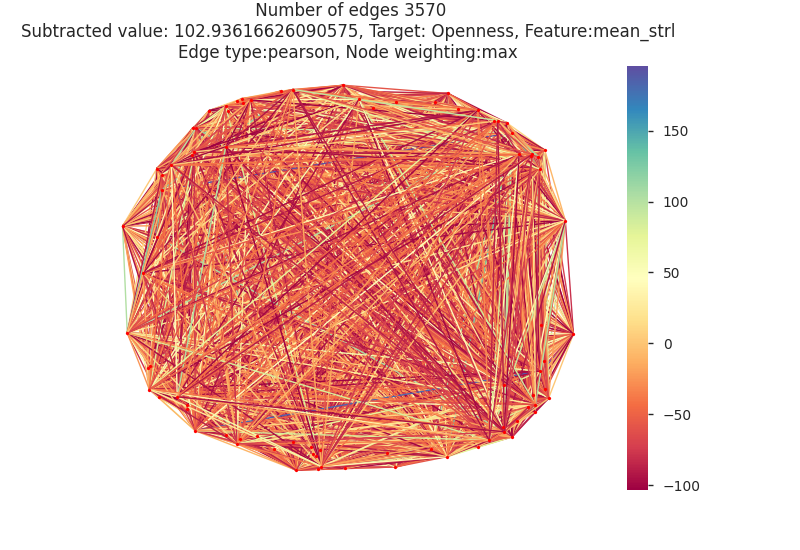 Number of edges 3570
Subtracted value: 102.93616626090575, Target: Openness, Feature:mean_strl
Edge type:pearson, Node weighting:max
150
100
50
0
−50
−100